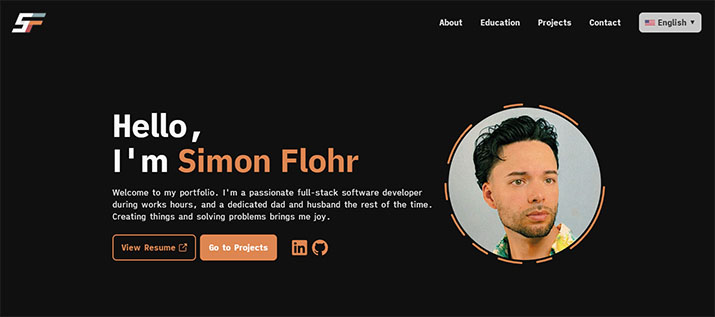 SF
About Education Projects Contact English ▼
Hello,
I'm Simon Flohr
Welcome to my portfolio. I'm a passionate full-stack software developer
during works hours, and a dedicated dad and husband the rest of the time.
Creating things and solving problems brings me joy.
View Resume Go to Projects in